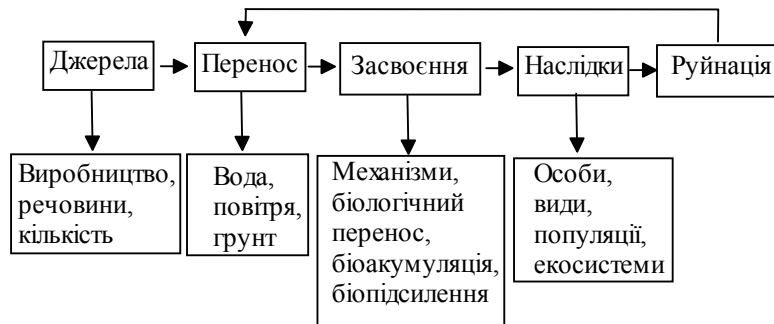 Джерела
Перенос
Засвоєння
Наслідки
Руйнація
Виробництво,
речовини,
кількість
Вода,
повітря,
грунт
Механізми,
біологічний
перенос,
біоакумуляція,
біопідсилення
Особи,
види,
популяції,
екосистеми